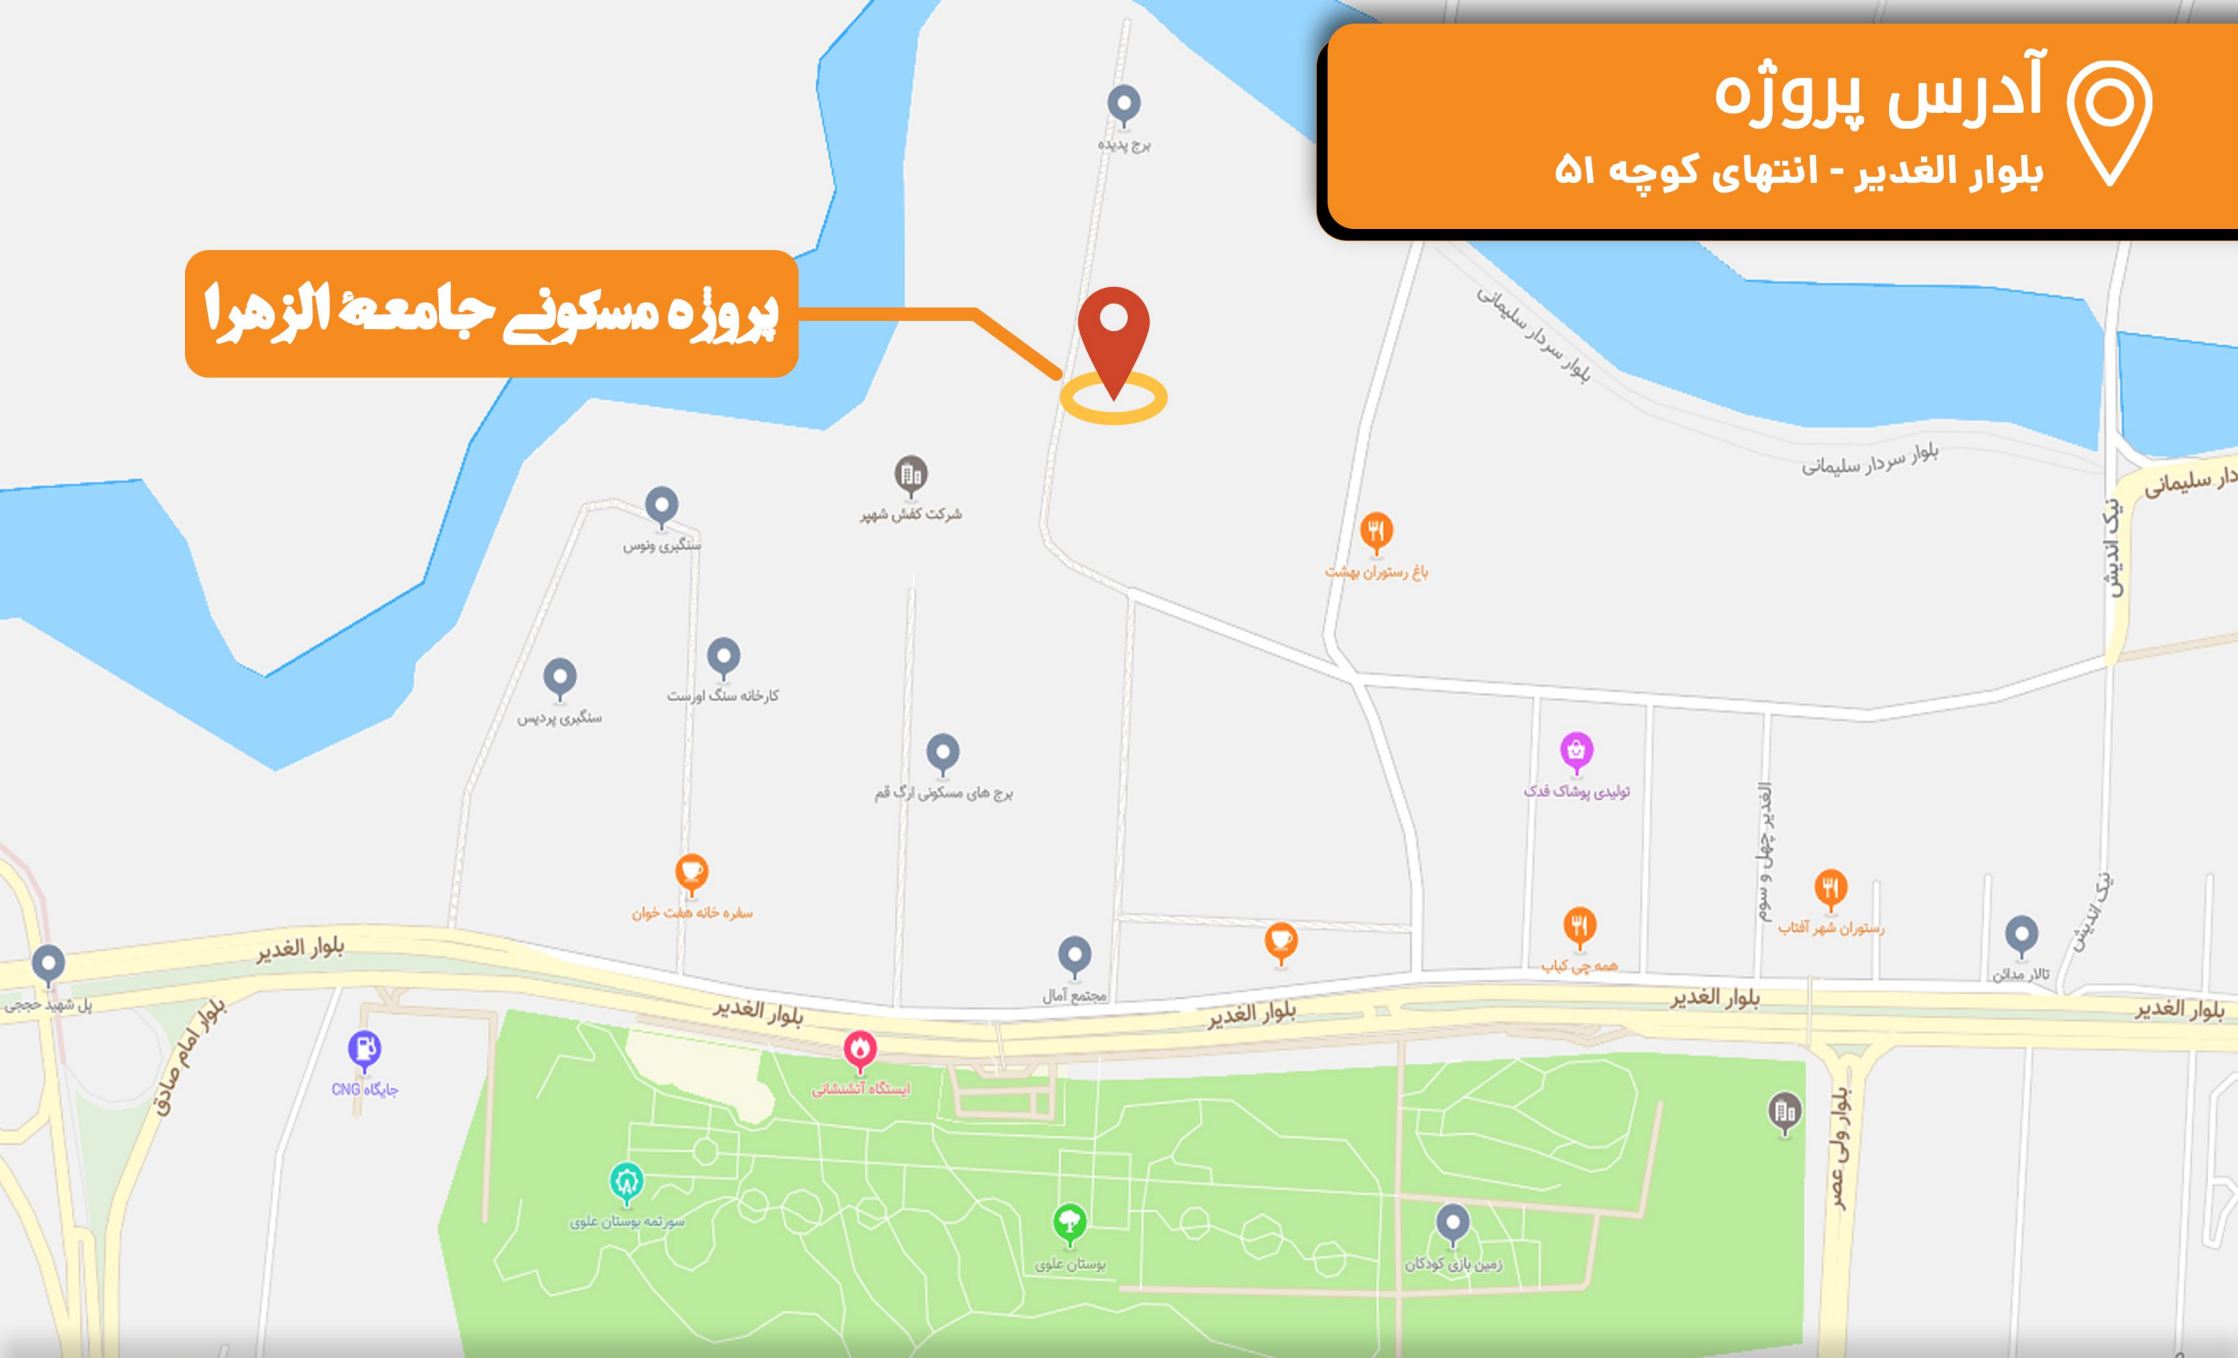 آدرس پروژه
بلوار الغدیر - انتهای کوچه ۵۱
برج پدیده
پروژه مسکونی جامعهٔ الزهرا
بلوار سردار سلیمانی
بلوار سردار سلیمانی
دار سلیمانی
نیک اندیش
شرکت کفش شهپر
سنگبری ونوس
باغ رستوران بهشت
کارخانه سنگ اورست
سنگبری پردیس
برج های مسکونی ارگ قم
تولیدی پوشاک فدک
الغدیر چهل و سوم
نیک اندیش
سفره خانه هفت خوان
رستوران شهر آفتاب
همه چی کباب
تالار مدائن
بلوار الغدیر
مجتمع آمال
پل شهید حججی
بلوار الغدیر
بلوار الغدیر
بلوار الغدیر
بلوار الغدیر
بلوار امام صادق
جایگاه CNG
ایستگاه آتشنشانی
بلوار ولی عصر
سورتمه بوستان علوی
بوستان علوی
زمین بازی کودکان